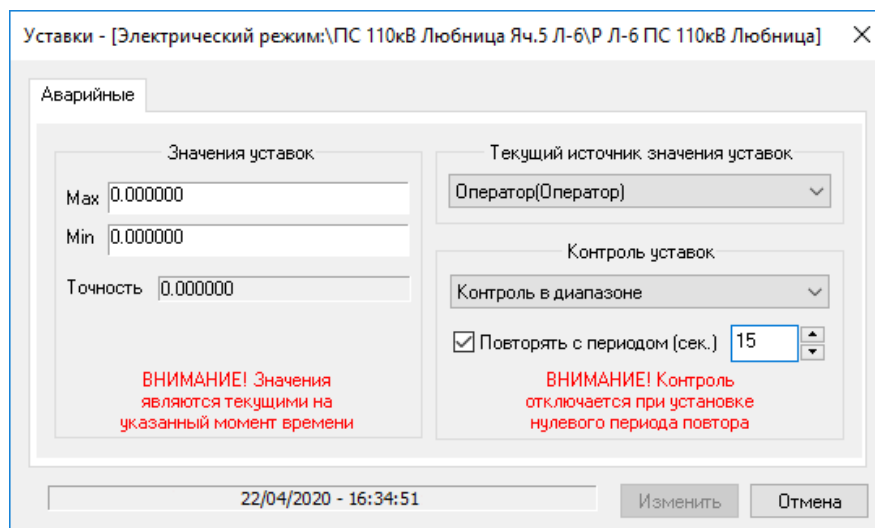 Уставки - [Электрический режим:\ПС 110кВ Любница Яч.5 Л-6\Р Л-6 ПС 110кВ Любница]
Аварийные
Значения уставок
Max 0.000000
Min 0.000000
Точность 0.000000
ВНИМАНИЕ! Значения
являются текущими на
указанный момент времени
Текущий источник значения уставок
Оператор(Оператор)
Контроль уставок
Контроль в диапазоне
Повторять с периодом (сек.) 15
ВНИМАНИЕ! Контроль
отключается при установке
нулевого периода повтора
22/04/2020 - 16:34:51
Изменить
Отмена